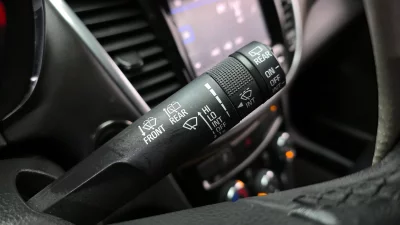 FRONT
REAR
HI
LO
INT
OFF
INT
REAR
ON
OFF